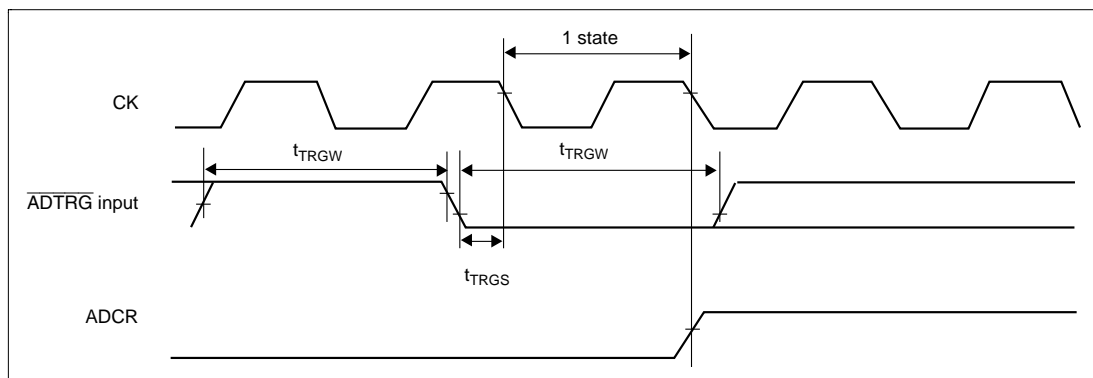 1 state
CK
tTRGW
tTRGW
ADTRG input
tTRGS
ADCR